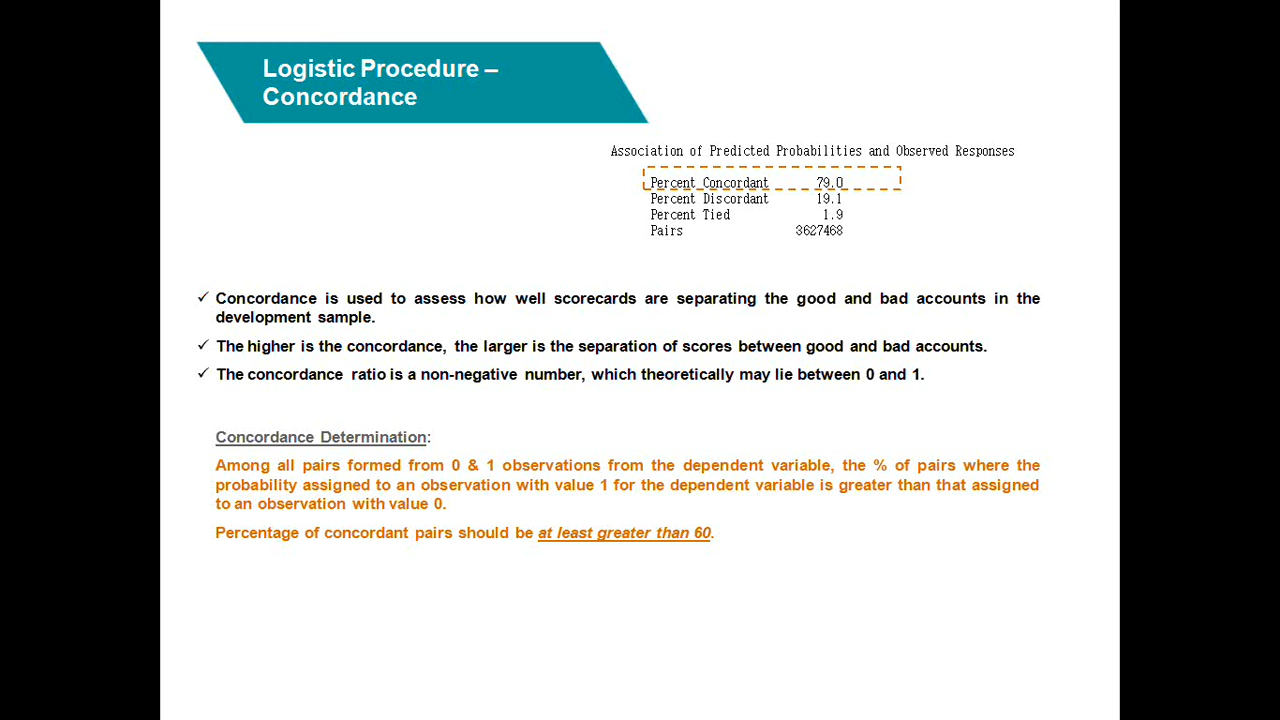 Logistic Procedure –
Concordance
Association of Predicted Probabilities and Observed Responses
Percent Concordant 79.0
Percent Discordant 19.1
Percent Tied 1.9
Pairs 3627468
✓ Concordance is used to assess how well scorecards are separating the good and bad accounts in the
development sample.
✓ The higher is the concordance, the larger is the separation of scores between good and bad accounts.
✓ The concordance ratio is a non-negative number, which theoretically may lie between 0 and 1.
Concordance Determination:
Among all pairs formed from 0 & 1 observations from the dependent variable, the % of pairs where the
probability assigned to an observation with value 1 for the dependent variable is greater than that assigned
to an observation with value 0.
Percentage of concordant pairs should be at least greater than 60.